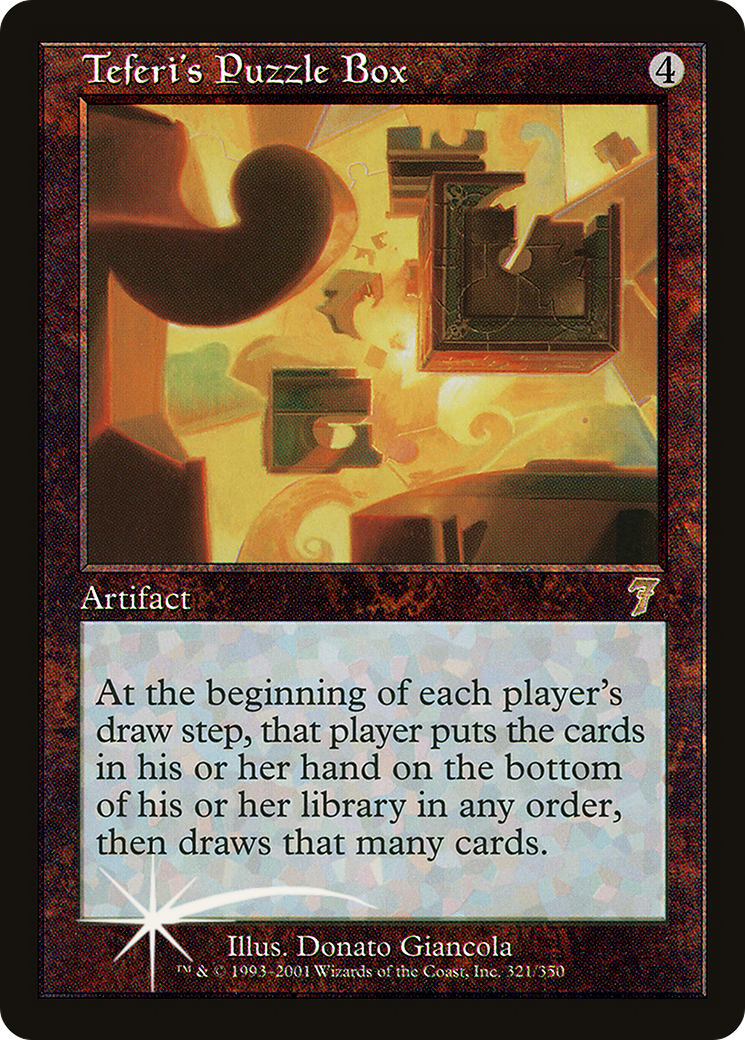 Teferi's Puzzle Box 4
Artifact 7
At the beginning of each player's
draw step, that player puts the cards
in his or her hand on the bottom
of his or her library in any order,
then draws that many cards.
Illus. Donato Giancola
™ & © 1993-2001 Wizards of the Coast, Inc. 321/350